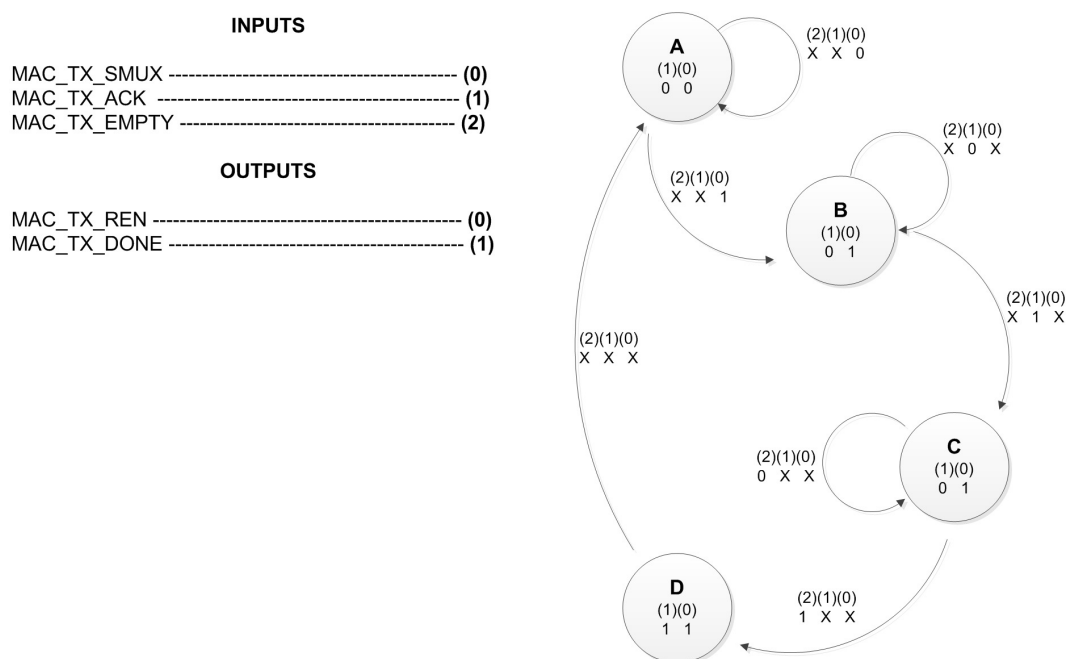 INPUTS
MAC_TX_SMUX ---------------------------------------------- (0)
MAC_TX_ACK ------------------------------------------------ (1)
MAC_TX_EMPTY -------------------------------------------- (2)
OUTPUTS
MAC_TX_REN ------------------------------------------------- (0)
MAC_TX_DONE ----------------------------------------------- (1)
A
(1)(0)
0 0
(2)(1)(0)
X X 0
(2)(1)(0)
X X 1
B
(1)(0)
0 1
(2)(1)(0)
X 0 X
(2)(1)(0)
X 1 X
(2)(1)(0)
X X X
C
(1)(0)
0 1
(2)(1)(0)
0 X X
D
(1)(0)
1 1
(2)(1)(0)
1 X X